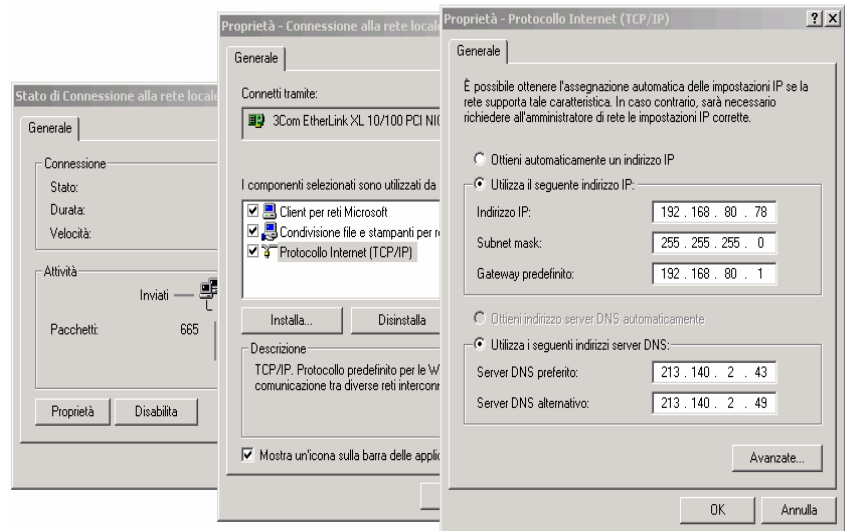 Stato di Connessione alla rete locale
Generale
Connessione
Stato:
Durata:
Velocità:
Attività
Inviati
Pacchetti:
665
Proprietà
Disabilita
Proprietà - Connessione alla rete locale
Generale
Connetti tramite:
3Com EtherLink XL 10/100 PCI NIC
I componenti selezionati sono utilizzati da
Client per reti Microsoft
Condivisione file e stampanti per
Protocollo Internet (TCP/IP)
Installa...
Disinstalla
Descrizione
TCP/IP. Protocollo predefinito per le W
comunicazione tra diverse reti interconn
Mostra un'icona sulla barra delle applic
Proprietà - Protocollo Internet (TCP/IP)
Generale
È possibile ottenere l'assegnazione automatica delle impostazioni IP se la
rete supporta tale caratteristica. In caso contrario, sarà necessario
richiedere all'amministratore di rete le impostazioni IP corrette.
Ottieni automaticamente un indirizzo IP
Utilizza il seguente indirizzo IP:
Indirizzo IP: 192 . 168 . 80 . 78
Subnet mask: 255 . 255 . 255 . 0
Gateway predefinito: 192 . 168 . 80 . 1
Ottieni indirizzo server DNS automaticamente
Utilizza i seguenti indirizzi server DNS:
Server DNS preferito: 213 . 140 . 2 . 43
Server DNS alternativo: 213 . 140 . 2 . 49
Avanzate...
OK
Annulla